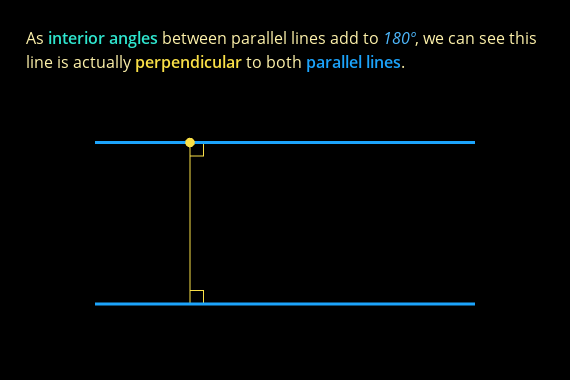 As interior angles between parallel lines add to 180°, we can see this
line is actually perpendicular to both parallel lines.